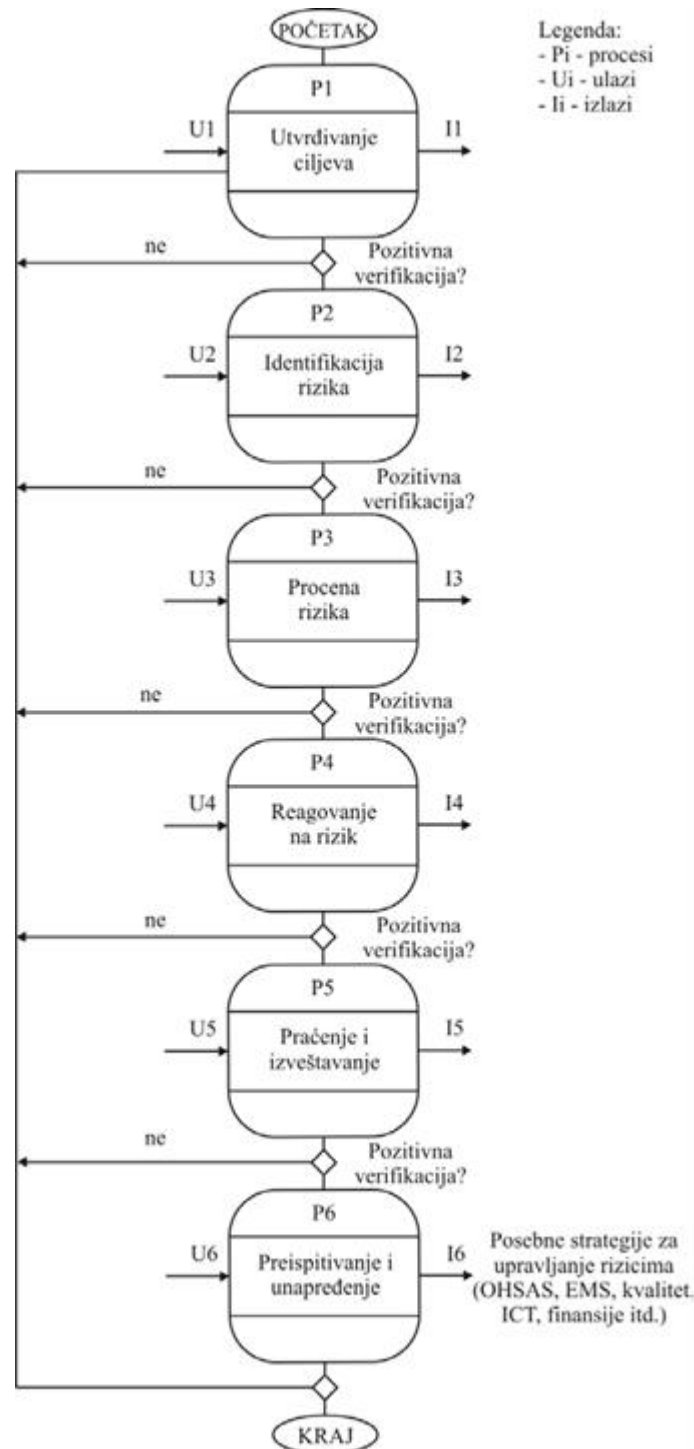 POČETAK
Legenda:
- Pi - procesi
- Ui - ulazi
- Ii - izlazi
P1
U1
Utvrđivanje
ciljeva
I1
ne
Pozitivna
verifikacija?
P2
U2
Identifikacija
rizika
I2
ne
Pozitivna
verifikacija?
P3
U3
Procena
rizika
I3
ne
Pozitivna
verifikacija?
P4
U4
Reagovanje
na rizik
I4
ne
Pozitivna
verifikacija?
P5
U5
Praćenje i
izveštavanje
I5
ne
Pozitivna
verifikacija?
P6
U6
Preispitivanje i
unapređenje
I6
Posebne strategije za
upravljanje rizicima
(OHSAS, EMS, kvalitet.
ICT, finansije itd.)
KRAJ